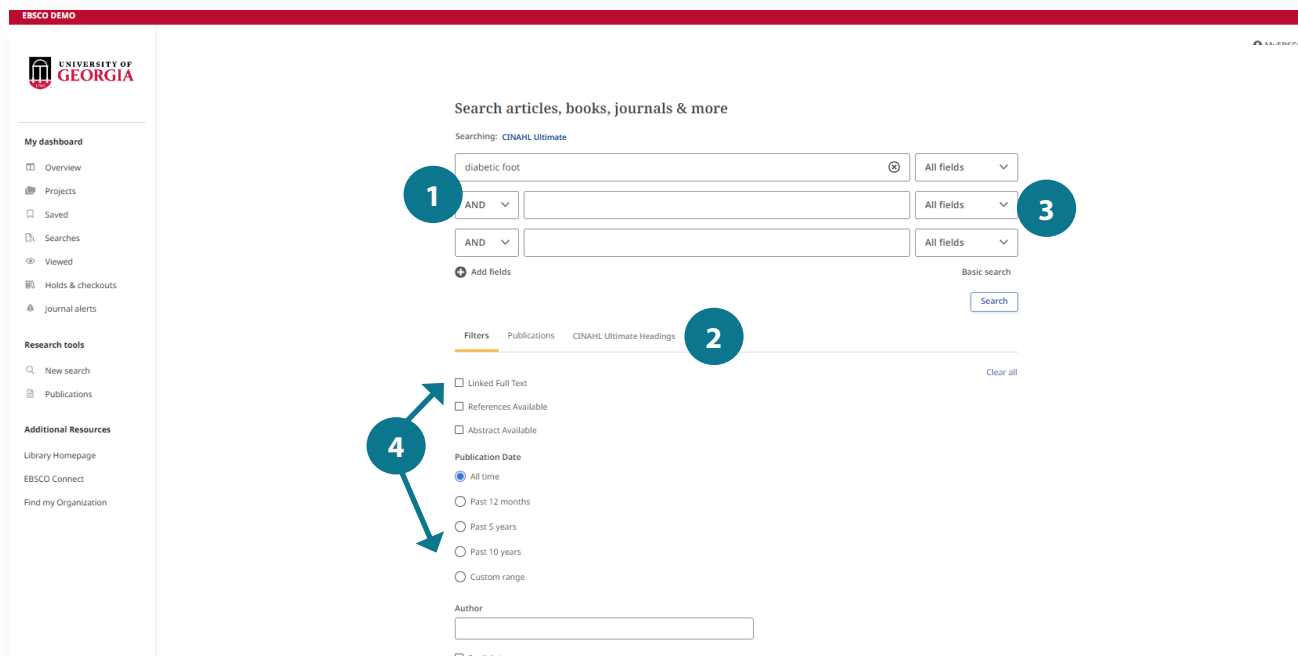 EBSCO DEMO
UNIVERSITY OF
GEORGIA
My dashboard
Overview
Projects
Saved
Searches
Viewed
Holds & checkouts
Journal alerts
Research tools
New search
Publications
Additional Resources
Library Homepage
EBSCO Connect
Find my Organization
Search articles, books, journals & more
Searching: CINAHL Ultimate
diabetic foot All fields
1
AND All fields
3
AND All fields
Add fields Basic search
Search
Filters Publications CINAHL Ultimate Headings
2
Clear all
Linked Full Text
References Available
Abstract Available
4
Publication Date
All time
Past 12 months
Past 5 years
Past 10 years
Custom range
Author